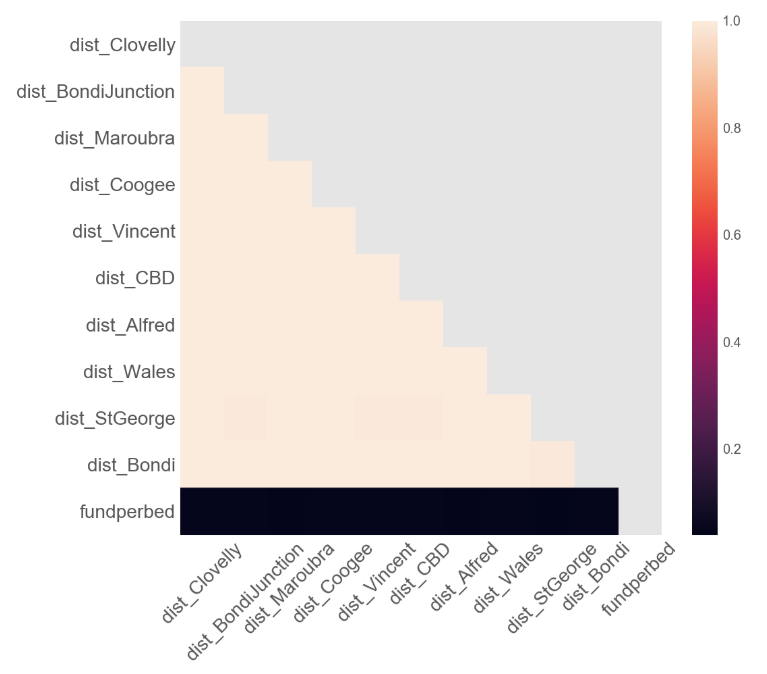 dist_Clovelly
dist_BondiJunction
dist_Maroubra
dist_Coogee
dist_Vincent
dist_CBD
dist_Alfred
dist_Wales
dist_StGeorge
dist_Bondi
fundperbed
1.0
0.8
0.6
0.4
0.2
dist_Clovelly
dist_BondiJunction
dist_Maroubra
dist_Coogee
dist_Vincent
dist_CBD
dist_Alfred
dist_Wales
dist_StGeorge
dist_Bondi
fundperbed